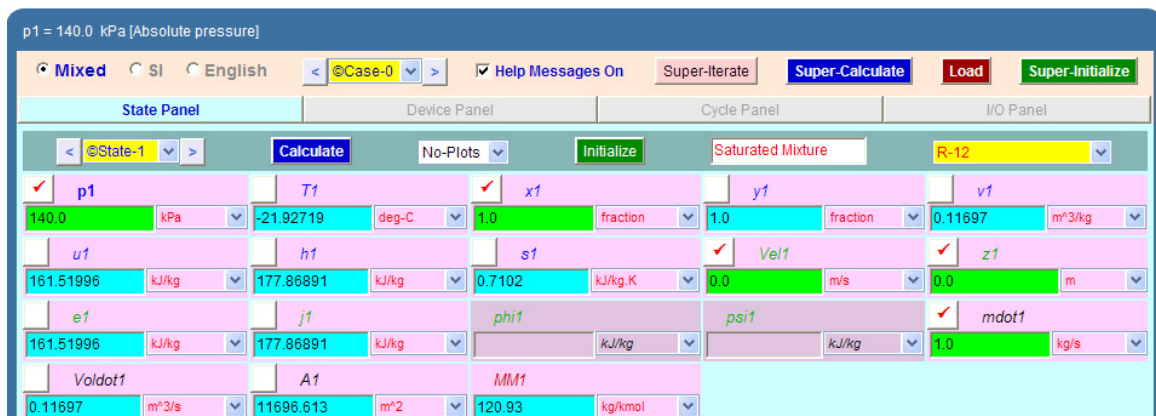 p1 = 140.0 kPa [Absolute pressure]
Mixed SI English < ©Case-0 > Help Messages On Super-Iterate Super-Calculate Load Super-Initialize
State Panel Device Panel Cycle Panel I/O Panel
< ©State-1 > Calculate No-Plots Initialize Saturated Mixture R-12
p1 T1 x1 y1 v1
140.0 kPa -21.92719 deg-C 1.0 fraction 1.0 fraction 0.11697 m^3/kg
u1 h1 s1 Vel1 z1
161.51996 kJ/kg 177.86891 kJ/kg 0.7102 kJ/kg.K 0.0 m/s 0.0 m
e1 j1 phi1 psi1 mdot1
161.51996 kJ/kg 177.86891 kJ/kg kJ/kg kJ/kg 1.0 kg/s
Voldot1 A1 MM1
0.11697 m^3/s 11696.613 m^2 120.93 kg/kmol